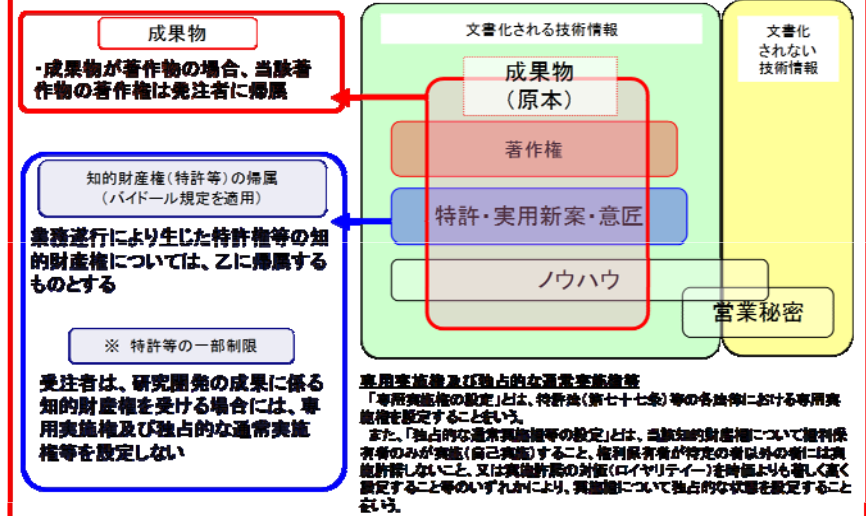 成果物
・成果物が著作物の場合、当該著
作物の著作権は発注者に帰属
知的財産権(特許等)の帰属
(バイドール規定を適用)
業務遂行により生じた特許権等の知
的財産権については、乙に帰属する
ものとする
※ 特許等の一部制限
受注者は、研究開発の成果に係る
知的財産権を受ける場合には、専
用実施権及び独占的な通常実施
権等を設定しない
文書化される技術情報
成果物
(原本)
著作権
特許・実用新案・意匠
ノウハウ
営業秘密
文書化
されない
技術情報
専用実施権及び独占的な通常実施権等
「専用実施権の設定」とは、特許法(第七十七条)等の各法律における専用実
施権を設定することをいう。
また、「独占的な通常実施権等の設定」とは、当該知的財産権について権利保
有者のみが実施(自己実施)すること、権利保有者が特定の者以外の者には実
施許諾しないこと、又は実施許諾の対価(ロイヤリティー)を時価よりも著しく高く
設定すること等のいずれかにより、実施権について独占的な状態を設定すること
をいう。